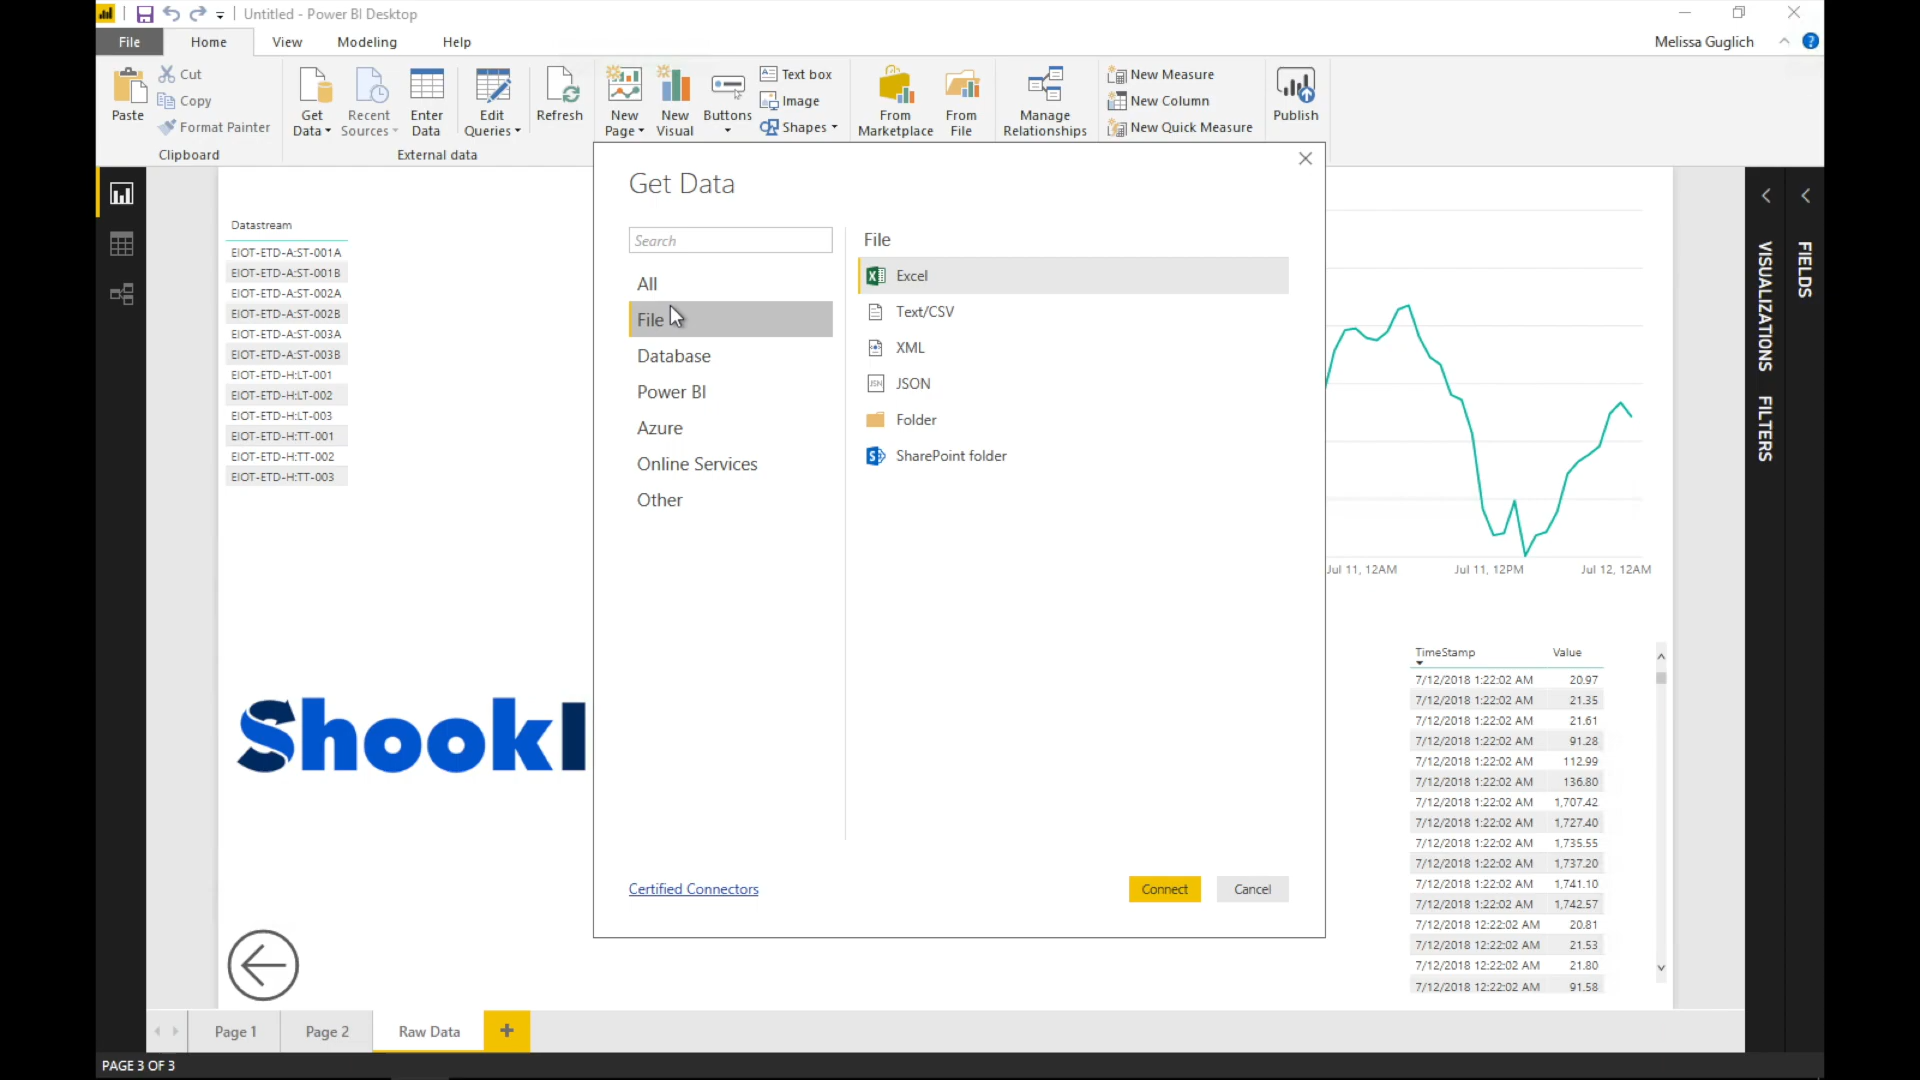 Untitled - Power BI Desktop
File
Home
View
Modeling
Help
Melissa Guglich
?
Paste
Cut
Copy
Format Painter
Clipboard
Get Data
Recent Sources
Enter Data
Edit Queries
Refresh
External data
New Page
New Visual
Buttons
Text box
Image
Shapes
From Marketplace
From File
Manage Relationships
New Measure
New Column
New Quick Measure
Publish
Get Data
Search
All
File
Database
Power BI
Azure
Online Services
Other
File
Excel
Text/CSV
XML
JSON
Folder
SharePoint folder
Certified Connectors
Connect
Cancel
Datastream
EIOT-ETD-A:ST-001A
EIOT-ETD-A:ST-001B
EIOT-ETD-A:ST-002A
EIOT-ETD-A:ST-002B
EIOT-ETD-A:ST-003A
EIOT-ETD-A:ST-003B
EIOT-ETD-H:LT-001
EIOT-ETD-H:LT-002
EIOT-ETD-H:LT-003
EIOT-ETD-H:TT-001
EIOT-ETD-H:TT-002
EIOT-ETD-H:TT-003
ShookI
Jul 11, 12AM
Jul 11, 12PM
Jul 12, 12AM
TimeStamp Value
7/12/2018 1:22:02 AM 20.97
7/12/2018 1:22:02 AM 21.35
7/12/2018 1:22:02 AM 21.61
7/12/2018 1:22:02 AM 91.28
7/12/2018 1:22:02 AM 112.99
7/12/2018 1:22:02 AM 136.80
7/12/2018 1:22:02 AM 1,707.42
7/12/2018 1:22:02 AM 1,727.40
7/12/2018 1:22:02 AM 1,735.55
7/12/2018 1:22:02 AM 1,737.20
7/12/2018 1:22:02 AM 1,741.10
7/12/2018 1:22:02 AM 1,742.57
7/12/2018 12:22:02 AM 20.81
7/12/2018 12:22:02 AM 21.53
7/12/2018 12:22:02 AM 21.80
7/12/2018 12:22:02 AM 91.58
VISUALIZATIONS
FILTERS
FIELDS
Page 1
Page 2
Raw Data
+
PAGE 3 OF 3